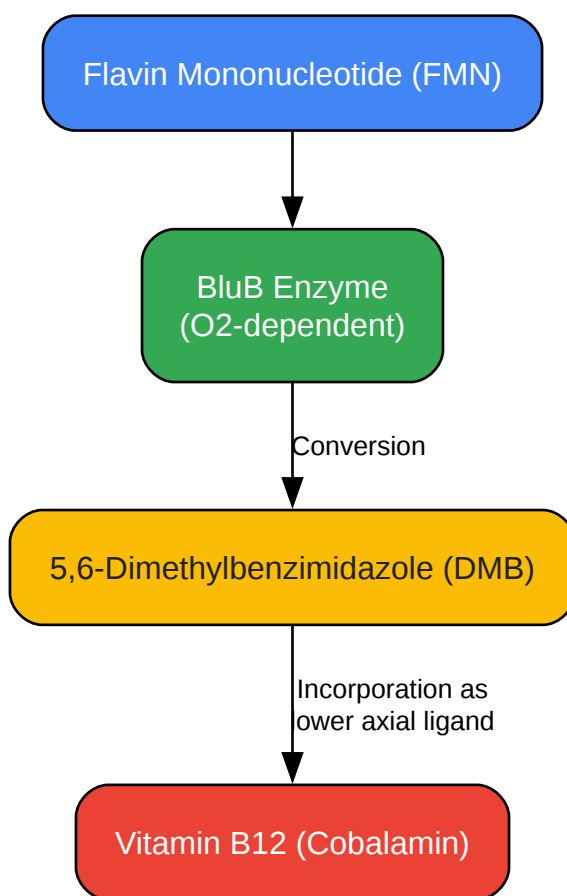 Flavin Mononucleotide (FMN)
BluB Enzyme
(O2-dependent)
Conversion
5,6-Dimethylbenzimidazole (DMB)
Incorporation as
lower axial ligand
Vitamin B12 (Cobalamin)